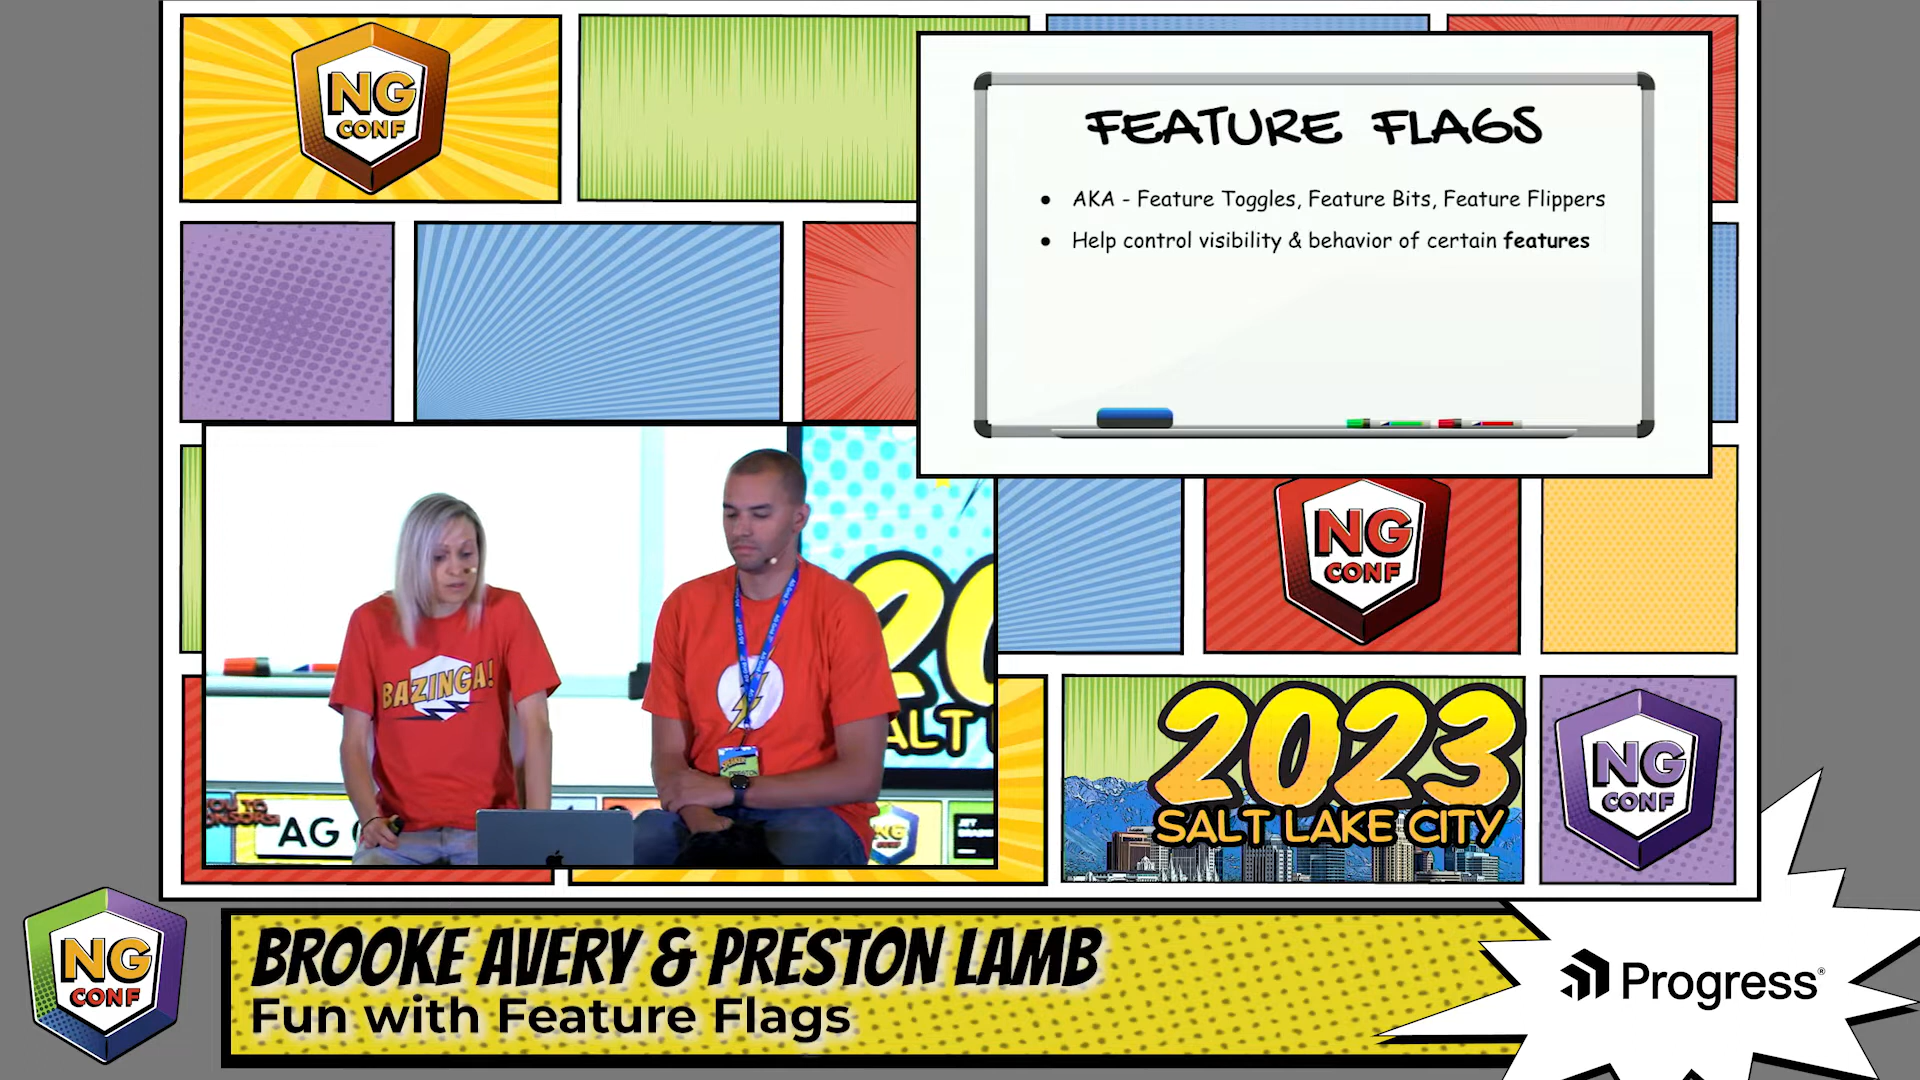 NG
CONF
FEATURE FLAGS
• AKA - Feature Toggles, Feature Bits, Feature Flippers
• Help control visibility & behavior of certain features
NG
CONF
BAZINGA!
20
SALT
AG
2023
SALT LAKE CITY
NG
CONF
NG
CONF
BROOKE AVERY & PRESTON LAMB
Fun with Feature Flags
Progress®